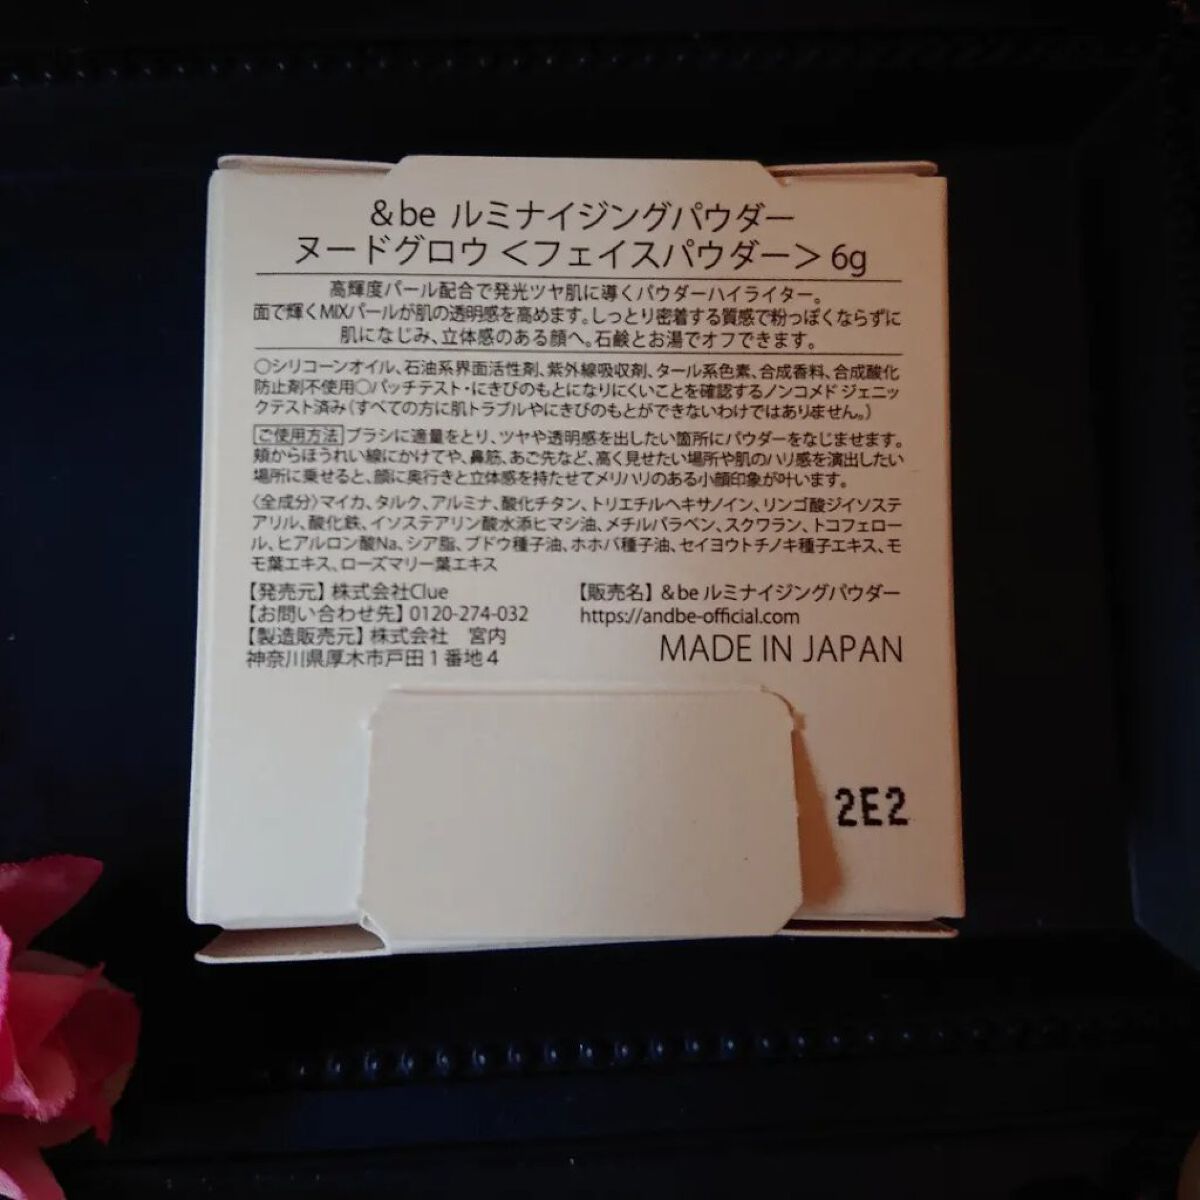 &be ルミナイジングパウダー
ヌードグロウ＜フェイスパウダー＞6g
高輝度パール配合で発光ツヤ肌に導くパウダーハイライター。
面で輝くMIXパールが肌の透明感を高めます。しっとり密着する質感で粉っぽくならずに
肌になじみ、立体感のある顔へ。石鹸とお湯でオフできます。
〇シリコーンオイル、石油系界面活性剤、紫外線吸収剤、タール系色素、合成香料、合成酸化
防止剤不使用〇パッチテスト・にきびのもとになりにくいことを確認するノンコメド ジェニッ
クテスト済み（すべての方に肌トラブルやにきびのもとができないわけではありません。）
ご使用方法 ブラシに適量をとり、ツヤや透明感を出したい箇所にパウダーをなじませます。
頬からほうれい線にかけてや、鼻筋、あご先など、高く見せたい場所や肌のハリ感を演出したい
場所に乗せると、顔に奥行きと立体感を持たせてメリハリのある小顔印象が叶います。
〈全成分〉マイカ、タルク、アルミナ、酸化チタン、トリエチルヘキサノイン、リンゴ酸ジイソステ
アリル、酸化鉄、イソステアリン酸水添ヒマシ油、メチルパラベン、スクワラン、トコフェロー
ル、ヒアルロン酸Na、シア脂、ブドウ種子油、ホホバ種子油、セイヨウトチノキ種子エキス、モ
モ葉エキス、ローズマリー葉エキス
【発売元】株式会社Clue
【お問い合わせ先】0120-274-032
【製造販売元】株式会社　宮内
神奈川県厚木市戸田1番地4
【販売名】&be ルミナイジングパウダー
https://andbe-official.com
MADE IN JAPAN
2E2